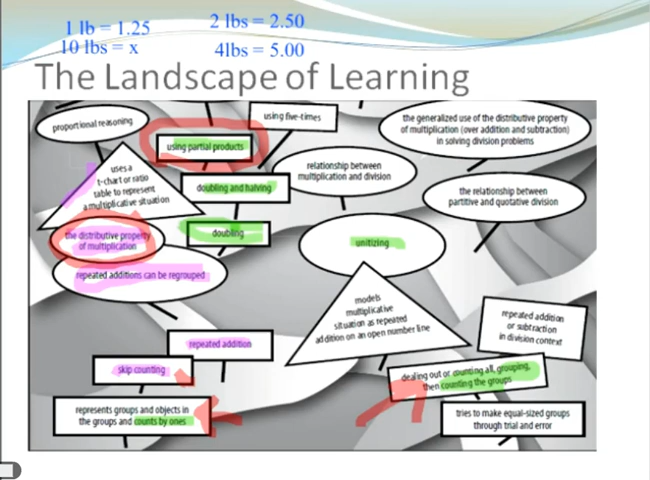 1 lb = 1.25
10 lbs = x
2 lbs = 2.50
4lbs = 5.00
The Landscape of Learning
proportional reasoning
using five-times
the generalized use of the distributive property
of multiplication (over addition and subtraction)
in solving division problems
using partial products
uses a
t-chart or ratio
table to represent
a multiplicative situation
relationship between
multiplication and division
doubling and halving
the relationship between
partitive and quotative division
the distributive property
of multiplication
doubling
unitizing
repeated additions can be regrouped
models
multiplicative
situation as repeated
addition on an open number line
repeated addition
or subtraction
in division context
repeated addition
skip counting
dealing out or counting all, grouping,
then counting the groups
represents groups and objects in
the groups and counts by ones
tries to make equal-sized groups
through trial and error